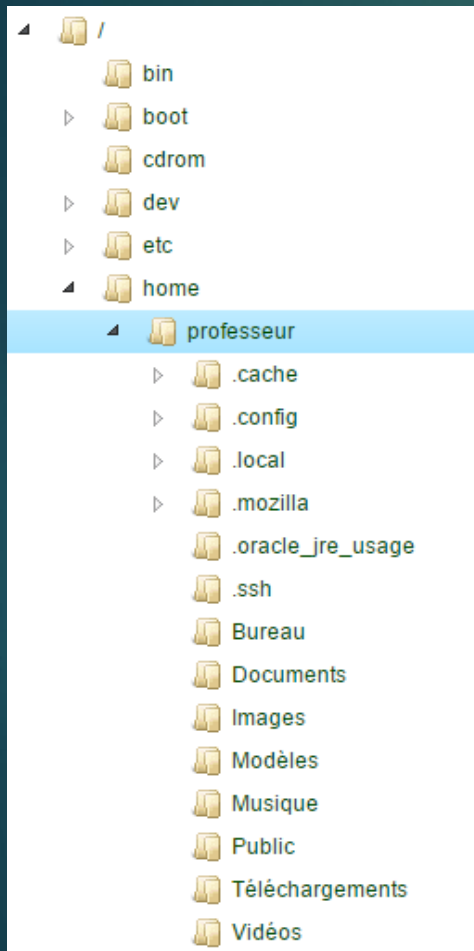 /
bin
boot
cdrom
dev
etc
home
professeur
.cache
.config
.local
.mozilla
.oracle_jre_usage
.ssh
Bureau
Documents
Images
Modèles
Musique
Public
Téléchargements
Vidéos